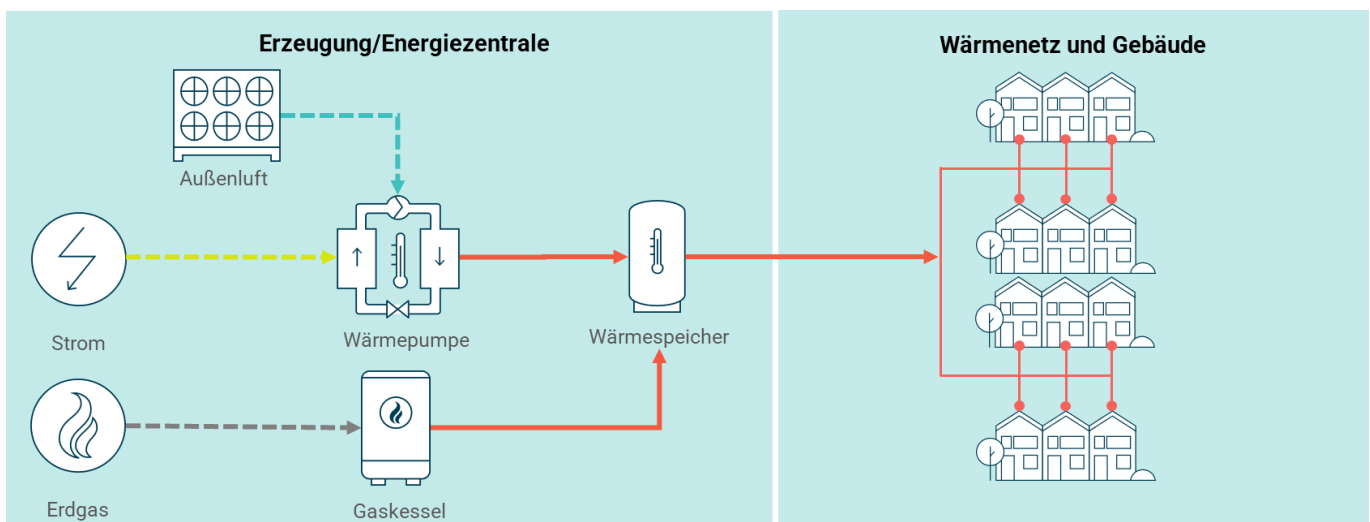 Erzeugung/Energiezentrale
Wärmenetz und Gebäude
Außenluft
Strom
Wärmepumpe
Wärmespeicher
Erdgas
Gaskessel